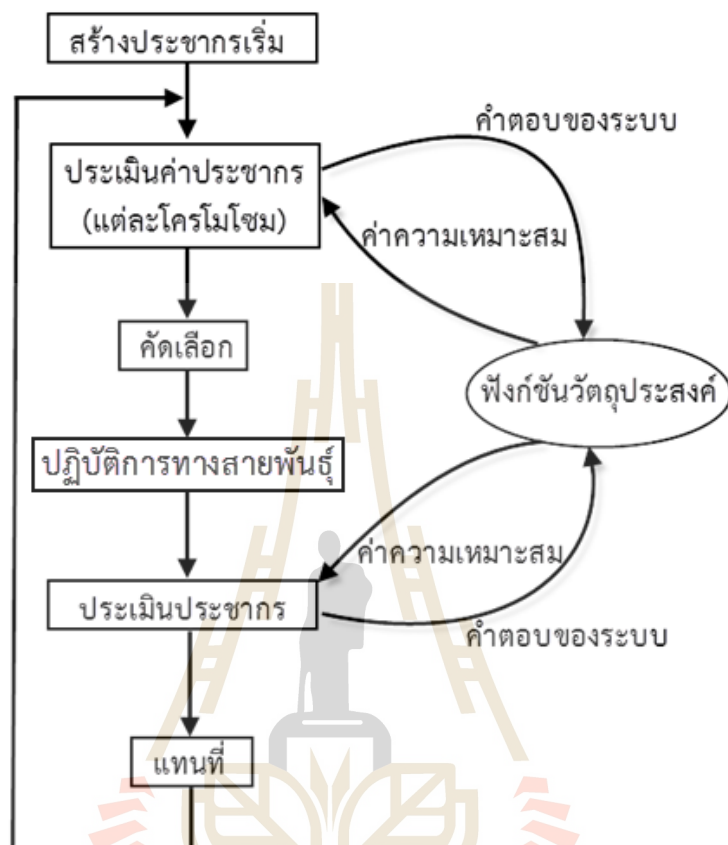 สร้างประชากรเริ่ม
คำตอบของระบบ
ประเมินค่าประชากร
(แต่ละโครโมโซม)
ค่าความเหมาะสม
คัดเลือก
ฟังก์ชันวัตถุประสงค์
ปฏิบัติการทางสายพันธุ์
ค่าความเหมาะสม
ประเมินประชากร
คำตอบของระบบ
แทนที่